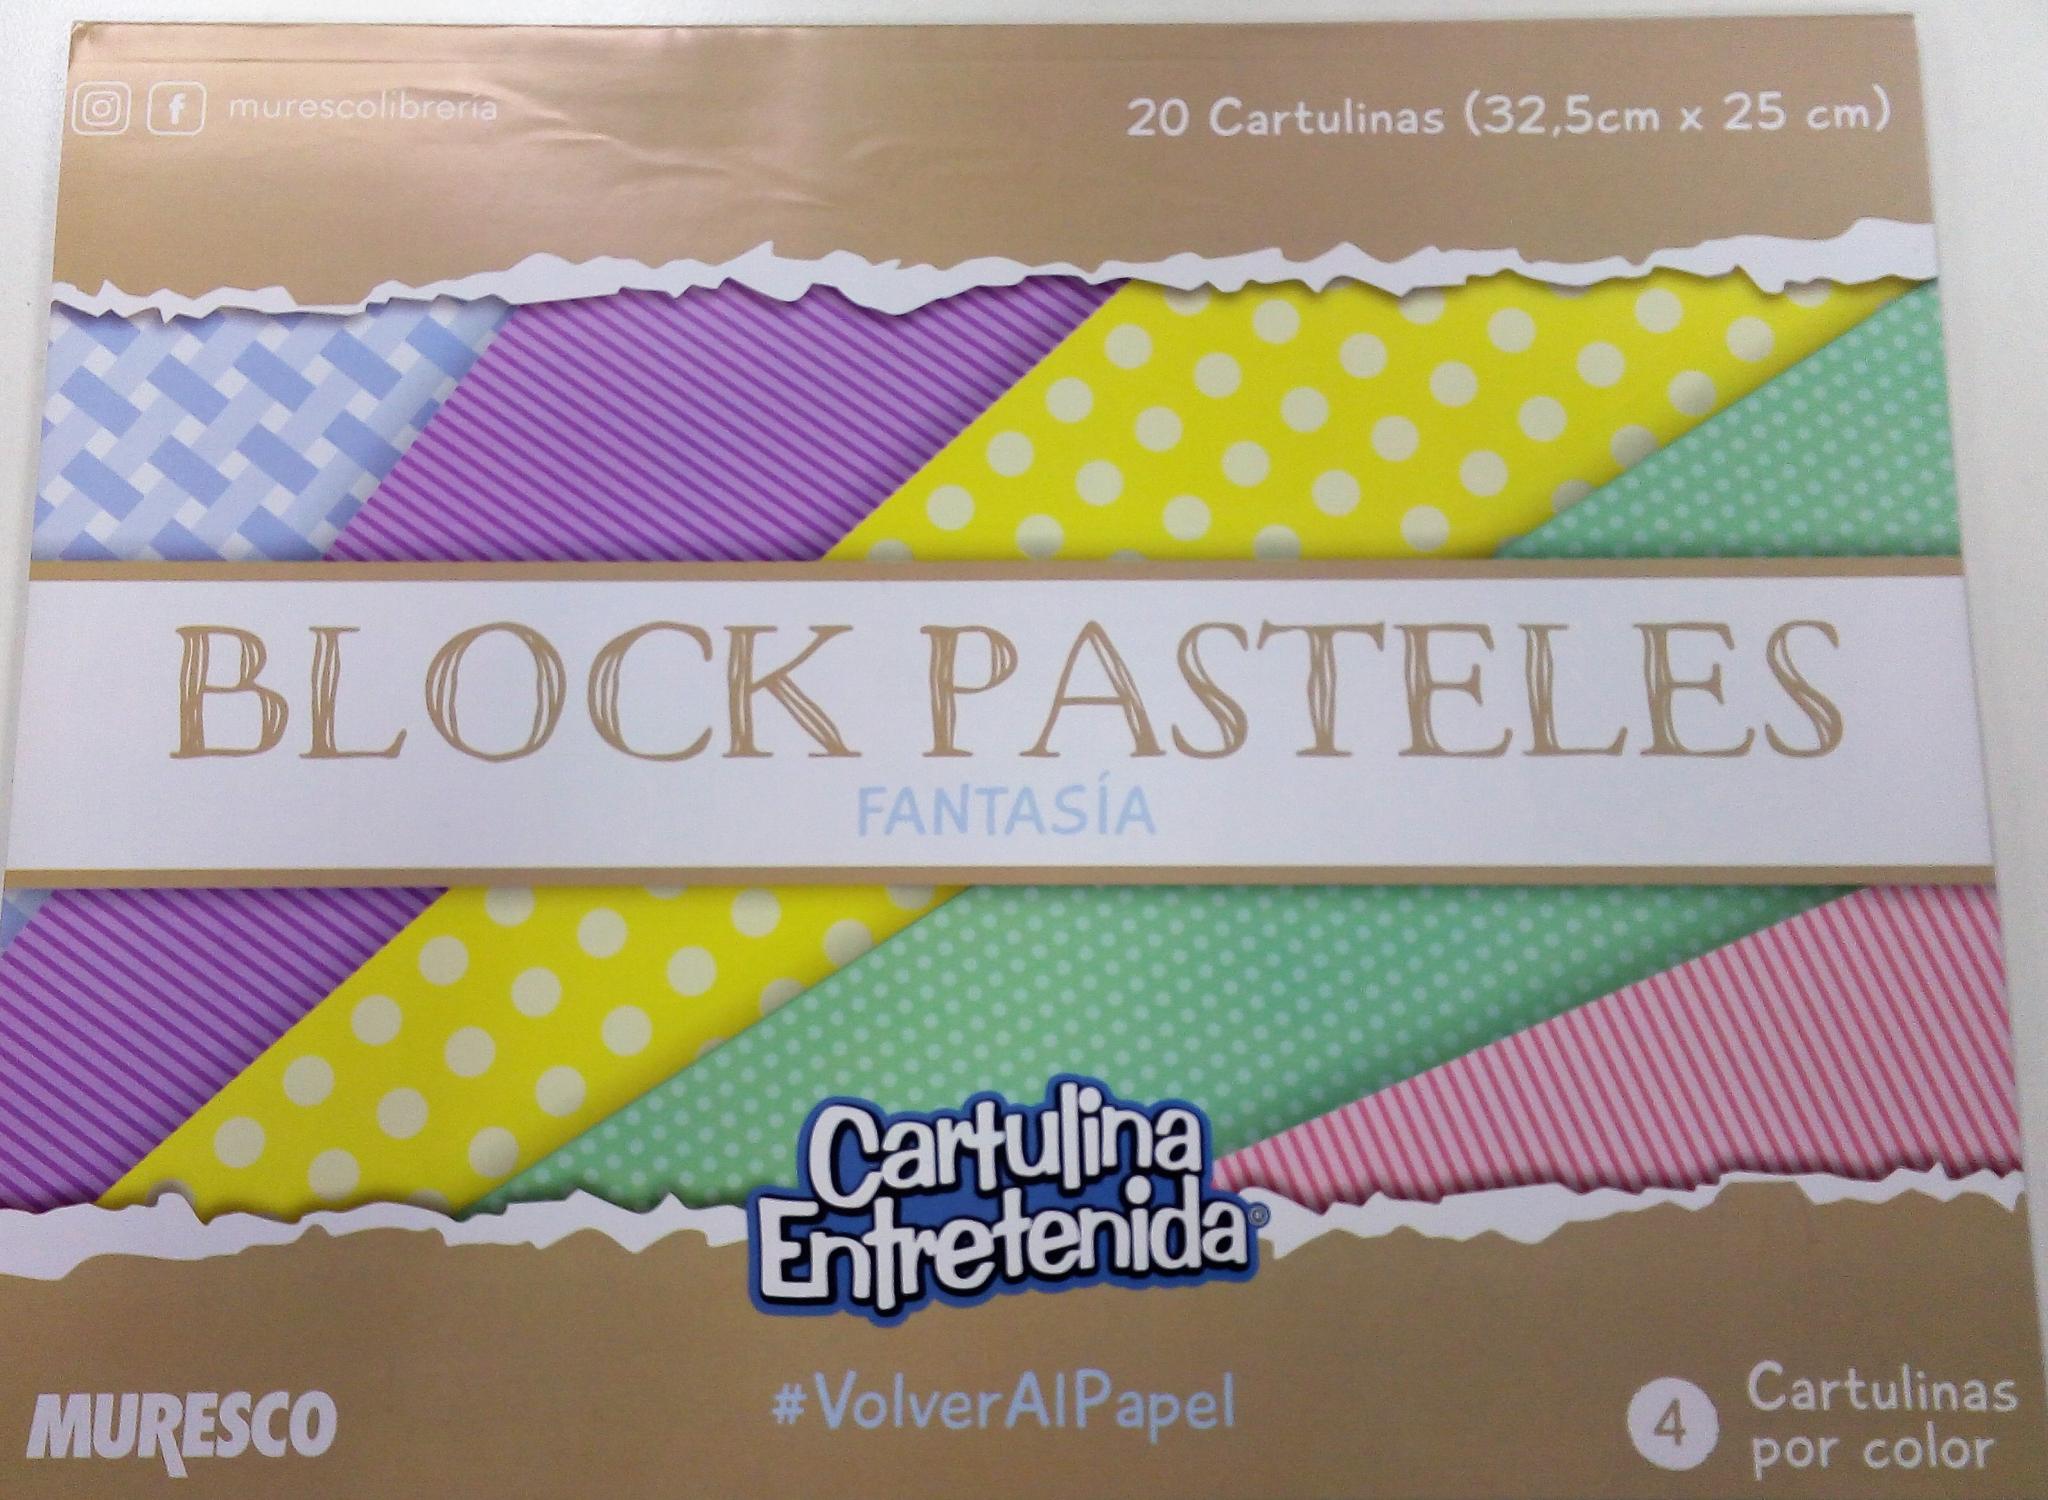 murescolibreria
20 Cartulinas (32,5cm x 25 cm)
BLOCK PASTELES
FANTASÍA
Cartulina
Entretenida®
#VolverAlPapel
MURESCO
4 Cartulinas
por color